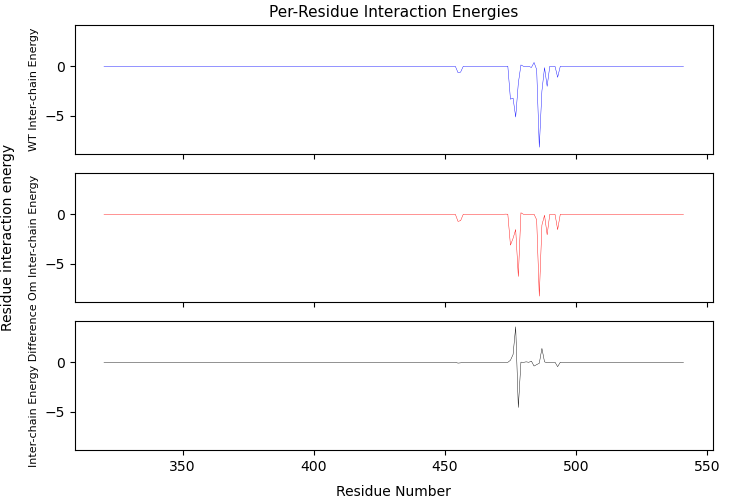 Per-Residue Interaction Energies
Residue interaction energy
WT Inter-chain Energy
0
−5
Om Inter-chain Energy
0
−5
Inter-chain Energy Difference
0
−5
350
400
450
500
550
Residue Number